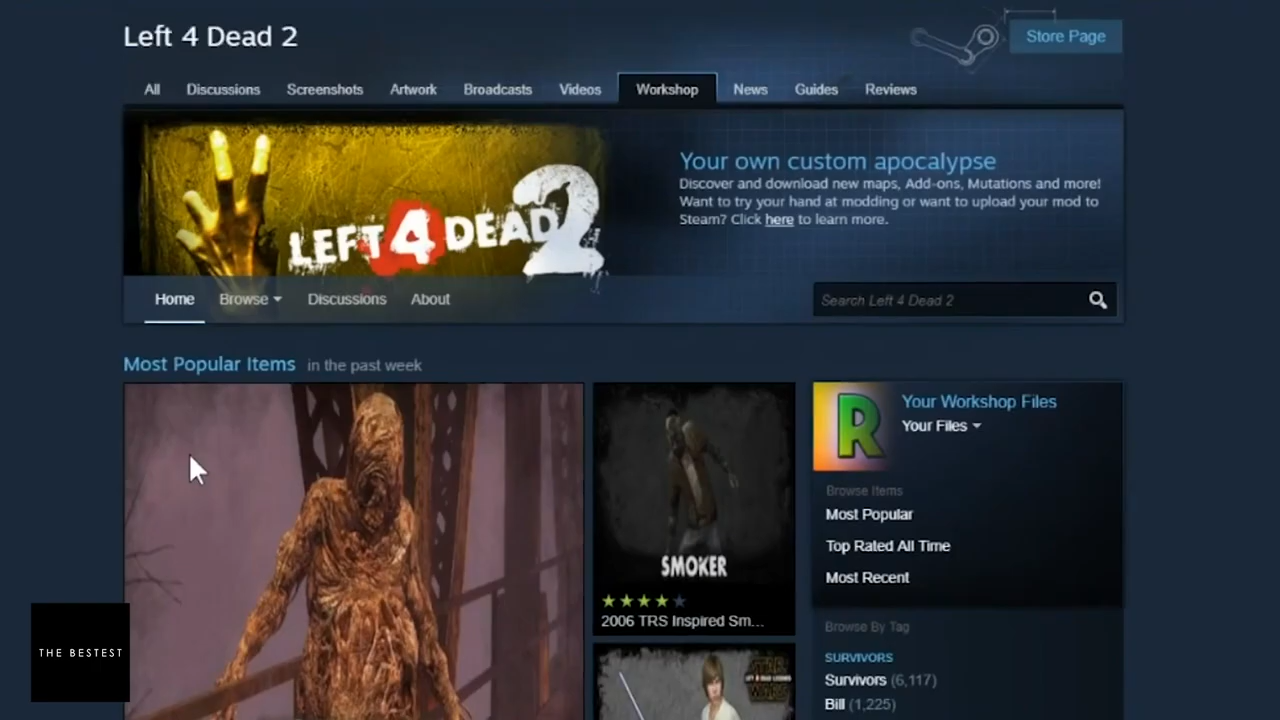 Left 4 Dead 2
Store Page
All Discussions Screenshots Artwork Broadcasts Videos Workshop News Guides Reviews
LEFT 4 DEAD 2
Your own custom apocalypse
Discover and download new maps, Add-ons, Mutations and more!
Want to try your hand at modding or want to upload your mod to
Steam? Click here to learn more.
Home Browse Discussions About
Search Left 4 Dead 2
Most Popular Items in the past week
SMOKER
2006 TRS Inspired Sm...
R
Your Workshop Files
Your Files
Browse Items
Most Popular
Top Rated All Time
Most Recent
Browse By Tag
SURVIVORS
Survivors (6,117)
Bill (1,225)
THE BESTEST